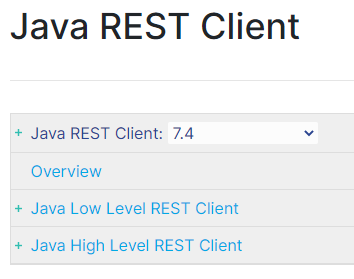 Java REST Client
+ Java REST Client: 7.4
Overview
+ Java Low Level REST Client
+ Java High Level REST Client